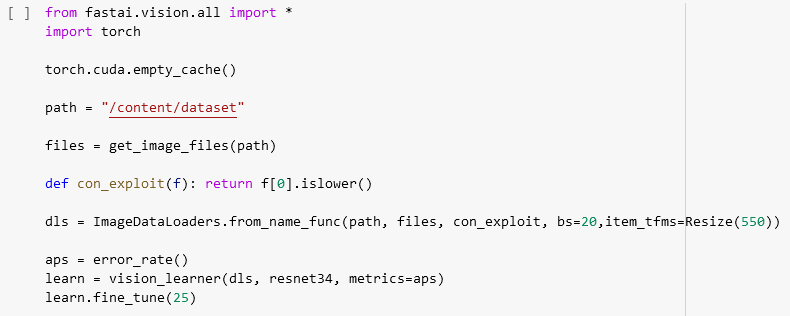 [ ] from fastai.vision.all import *
import torch
torch.cuda.empty_cache()
path = "/content/dataset"
files = get_image_files(path)
def con_exploit(f): return f[0].islower()
dls = ImageDataLoaders.from_name_func(path, files, con_exploit, bs=20,item_tfms=Resize(550))
aps = error_rate()
learn = vision_learner(dls, resnet34, metrics=aps)
learn.fine_tune(25)